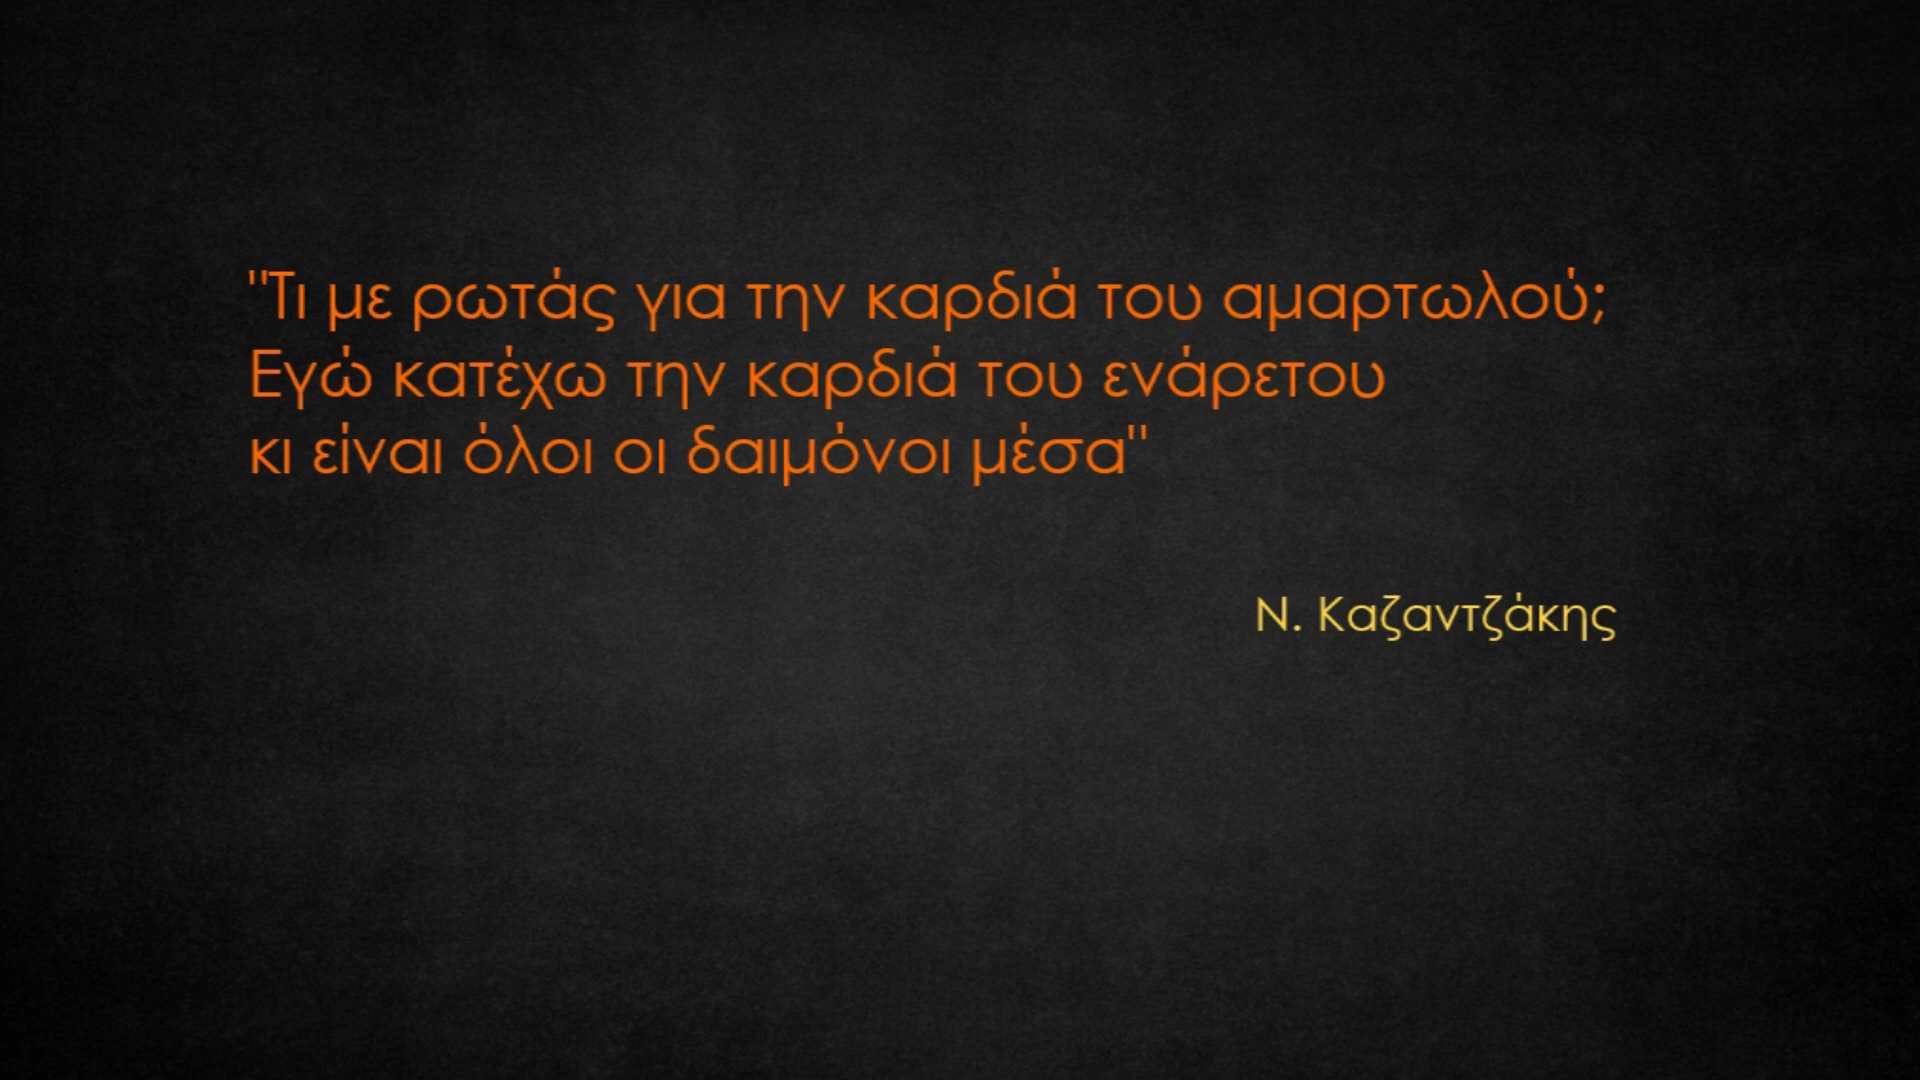 "Τι με ρωτάς για την καρδιά του αμαρτωλού;
Εγώ κατέχω την καρδιά του ενάρετου
κι είναι όλοι οι δαιμόνοι μέσα"
Ν. Καζαντζάκης